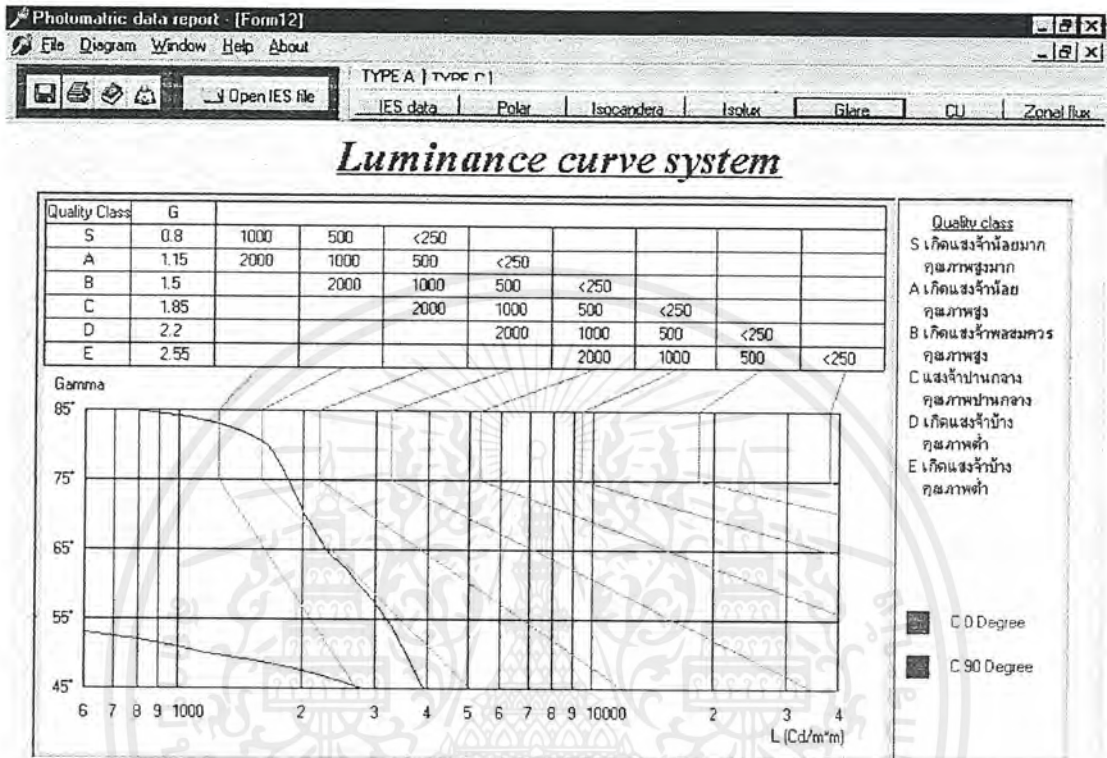 Photomatric data report - [Form12]
File Diagram Window Help About
TYPE A
Open IES file
IES data Polar Isocandera Isolux Glare CU Zonal flux
Luminance curve system
Quality Class G
S 0.8 1000 500 <250
A 1.15 2000 1000 500 <250
B 1.5 2000 1000 500 <250
C 1.85 2000 1000 500 <250
D 2.2 2000 1000 500 <250
E 2.55 2000 1000 500 <250
Quality class
S เกิดแสงจ้าน้อยมาก
คุณภาพสูงมาก
A เกิดแสงจ้าน้อย
คุณภาพสูง
B เกิดแสงจ้าพอสมควร
คุณภาพสูง
C แสงจ้าปานกลาง
คุณภาพปานกลาง
D เกิดแสงจ้าบ้าง
คุณภาพต่ำ
E เกิดแสงจ้าบ้าง
คุณภาพต่ำ
Gamma
85°
75°
65°
55°
45°
C 0 Degree
C 90 Degree
6 7 8 9 1000 2 3 4 5 6 7 8 9 10000 2 3 4
L (Cd/m*m)